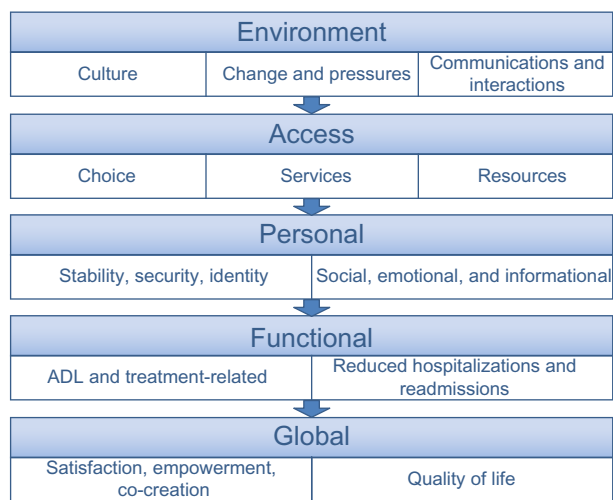 Environment
Culture
Change and pressures
Communications and
interactions
Access
Choice
Services
Resources
Personal
Stability, security, identity
Social, emotional, and informational
Functional
ADL and treatment-related
Reduced hospitalizations and
readmissions
Global
Satisfaction, empowerment,
co-creation
Quality of life